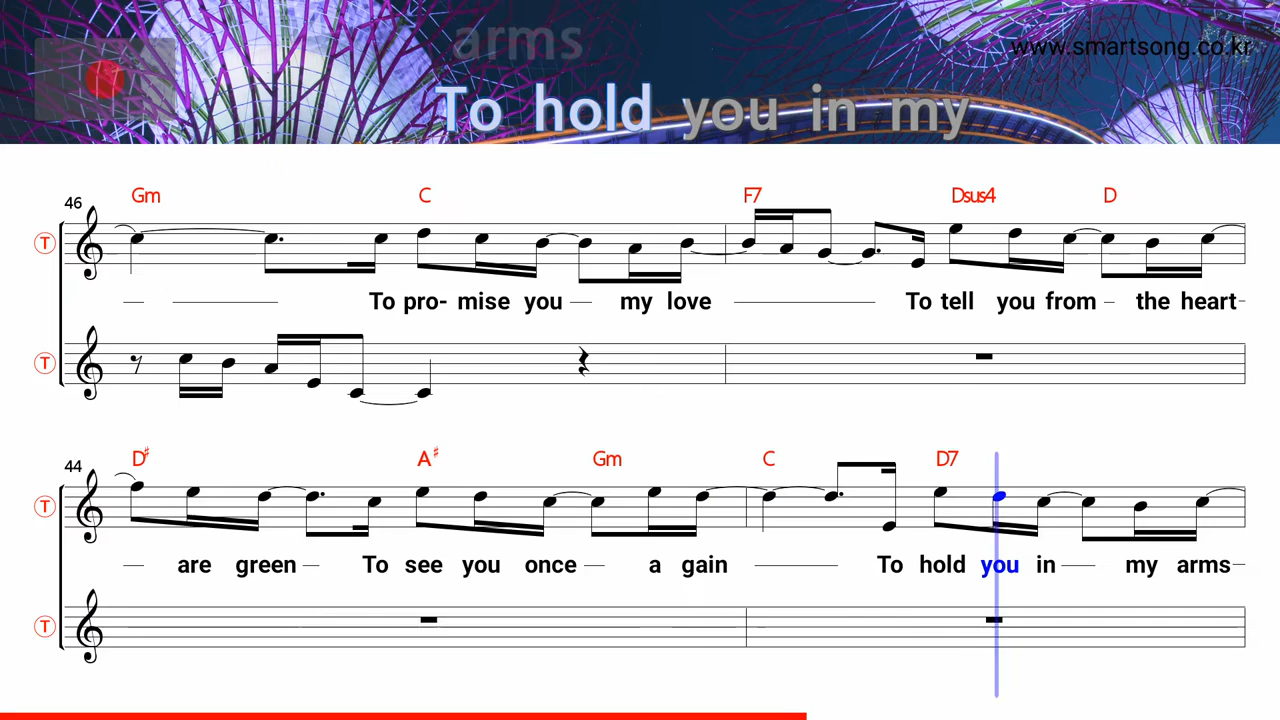 arms
www.smartsong.co.kr
To hold you in my
46
Gm C F7 Dsus4 D
T
To pro- mise you my love To tell you from the heart-
T
44
D♯ A♯ Gm C D7
T
are green To see you once a gain To hold you in my arms
T